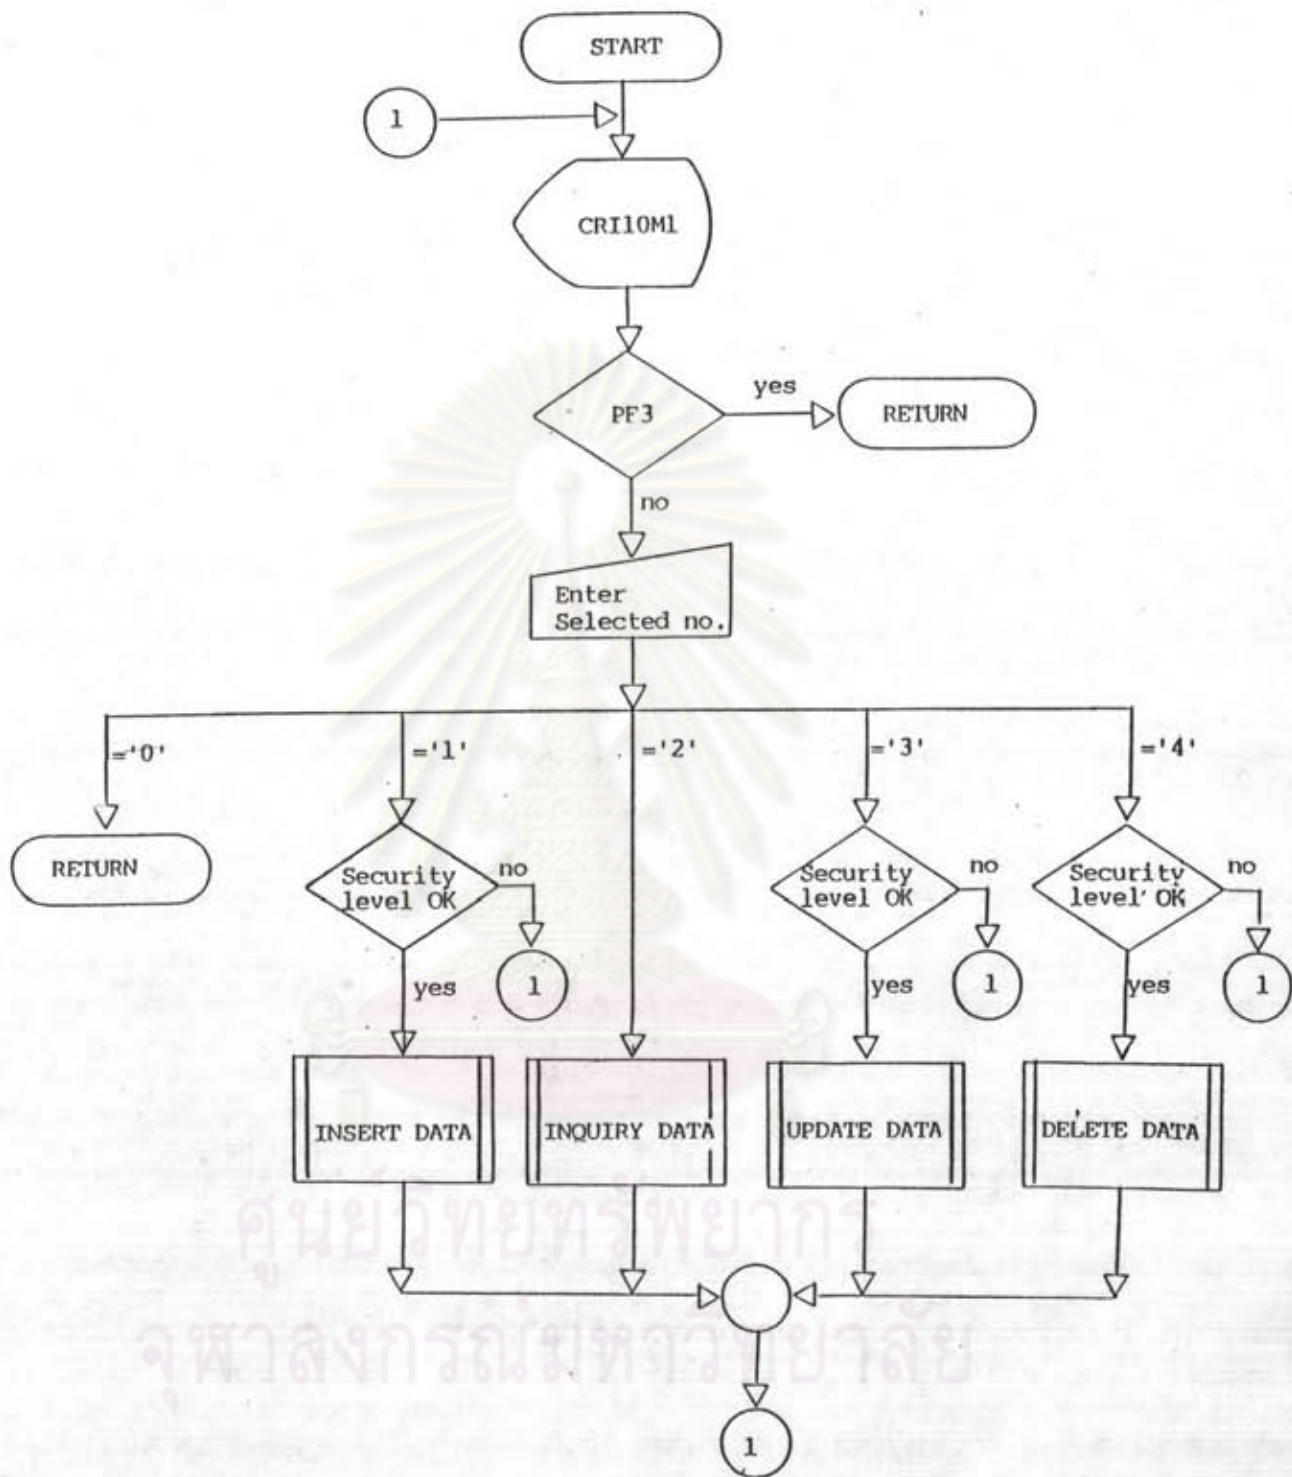 START
1
CRI10M1
PF3
yes
RETURN
no
Enter
Selected no.
='0'
='1'
='2'
='3'
='4'
RETURN
Security
level OK
no
Security
level OK
no
Security
level OK
no
yes
1
yes
1
yes
1
INSERT DATA
INQUIRY DATA
UPDATE DATA
DELETE DATA
ศูนย์วิทยทรัพยากร
จุฬาลงกรณ์มหาวิทยาลัย
1